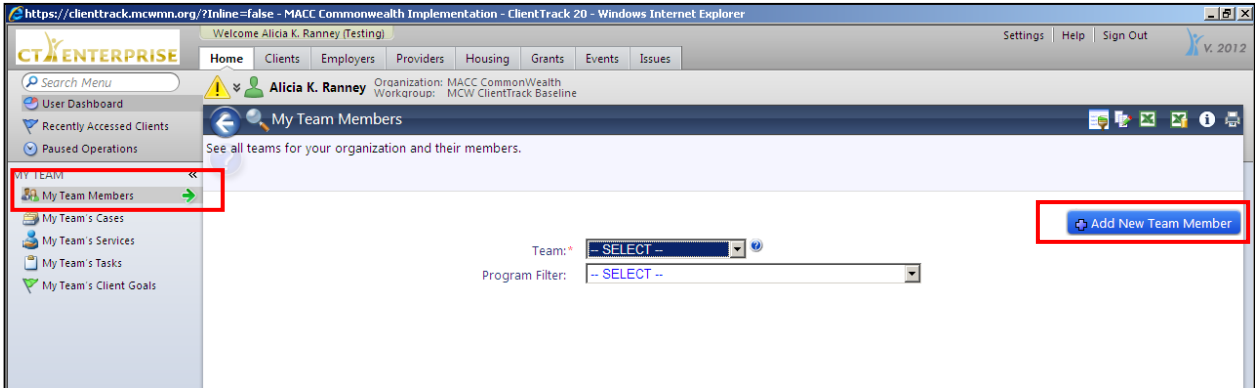 https://clienttrack.mcwmn.org/?Inline=false - MACC Commonwealth Implementation - ClientTrack 20 - Windows Internet Explorer
CT ENTERPRISE
Welcome Alicia K. Ranney (Testing)
Settings Help Sign Out
V. 2012
Home Clients Employers Providers Housing Grants Events Issues
Search Menu
User Dashboard
Recently Accessed Clients
Paused Operations
MY TEAM «
My Team Members
My Team's Cases
My Team's Services
My Team's Tasks
My Team's Client Goals
Alicia K. Ranney
Organization: MACC CommonWealth
Workgroup: MCW ClientTrack Baseline
My Team Members
See all teams for your organization and their members.
Add New Team Member
Team:* -- SELECT --
Program Filter: -- SELECT --